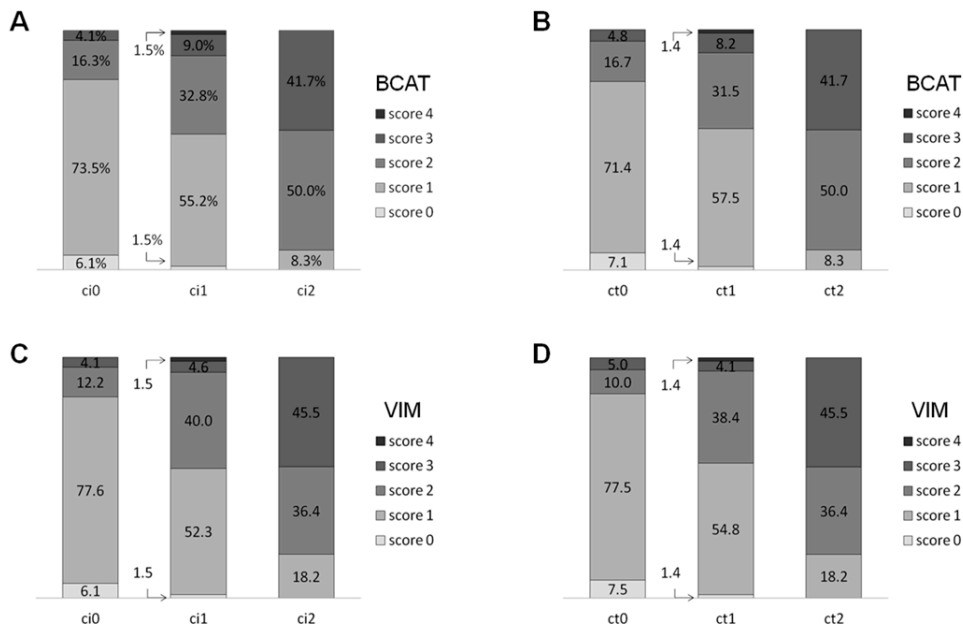 A
4.1%
1.5%
9.0%
16.3%
41.7%
32.8%
BCAT
score 4
score 3
score 2
score 1
score 0
73.5%
55.2%
50.0%
1.5%
6.1%
8.3%
ci0
ci1
ci2
B
4.8
1.4
8.2
16.7
41.7
31.5
BCAT
score 4
score 3
score 2
score 1
score 0
71.4
57.5
50.0
1.4
7.1
8.3
ct0
ct1
ct2
C
4.1
1.5
4.6
12.2
40.0
45.5
VIM
score 4
score 3
score 2
score 1
score 0
77.6
52.3
36.4
1.5
6.1
18.2
ci0
ci1
ci2
D
5.0
1.4
4.1
10.0
38.4
45.5
VIM
score 4
score 3
score 2
score 1
score 0
77.5
54.8
36.4
1.4
7.5
18.2
ct0
ct1
ct2